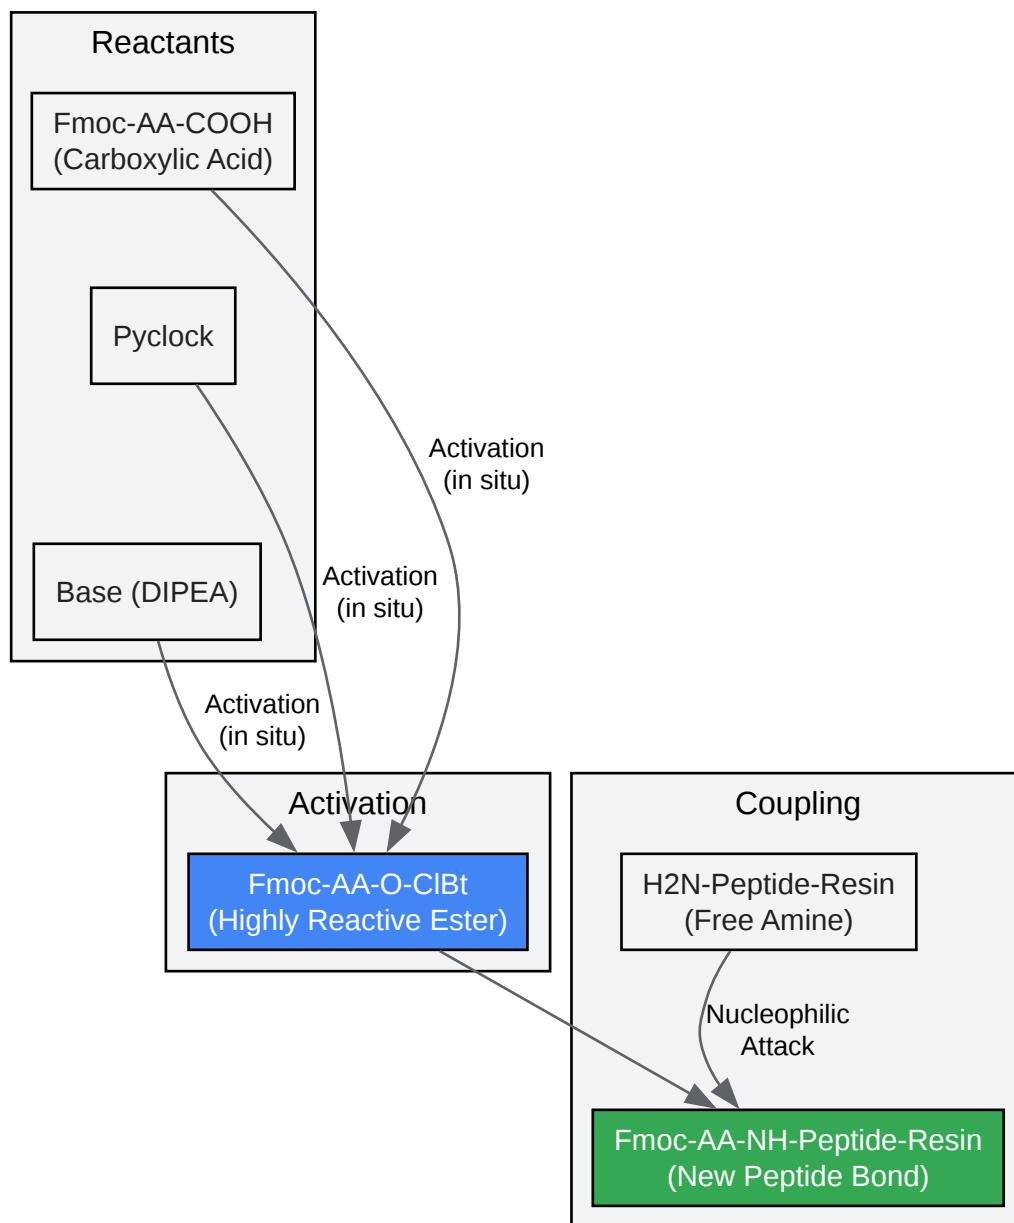 Reactants
Fmoc-AA-COOH
(Carboxylic Acid)
Pyclock
Activation
(in situ)
Activation
(in situ)
Base (DIPEA)
Activation
(in situ)
Activation
Fmoc-AA-O-ClBt
(Highly Reactive Ester)
Coupling
H2N-Peptide-Resin
(Free Amine)
Nucleophilic
Attack
Fmoc-AA-NH-Peptide-Resin
(New Peptide Bond)